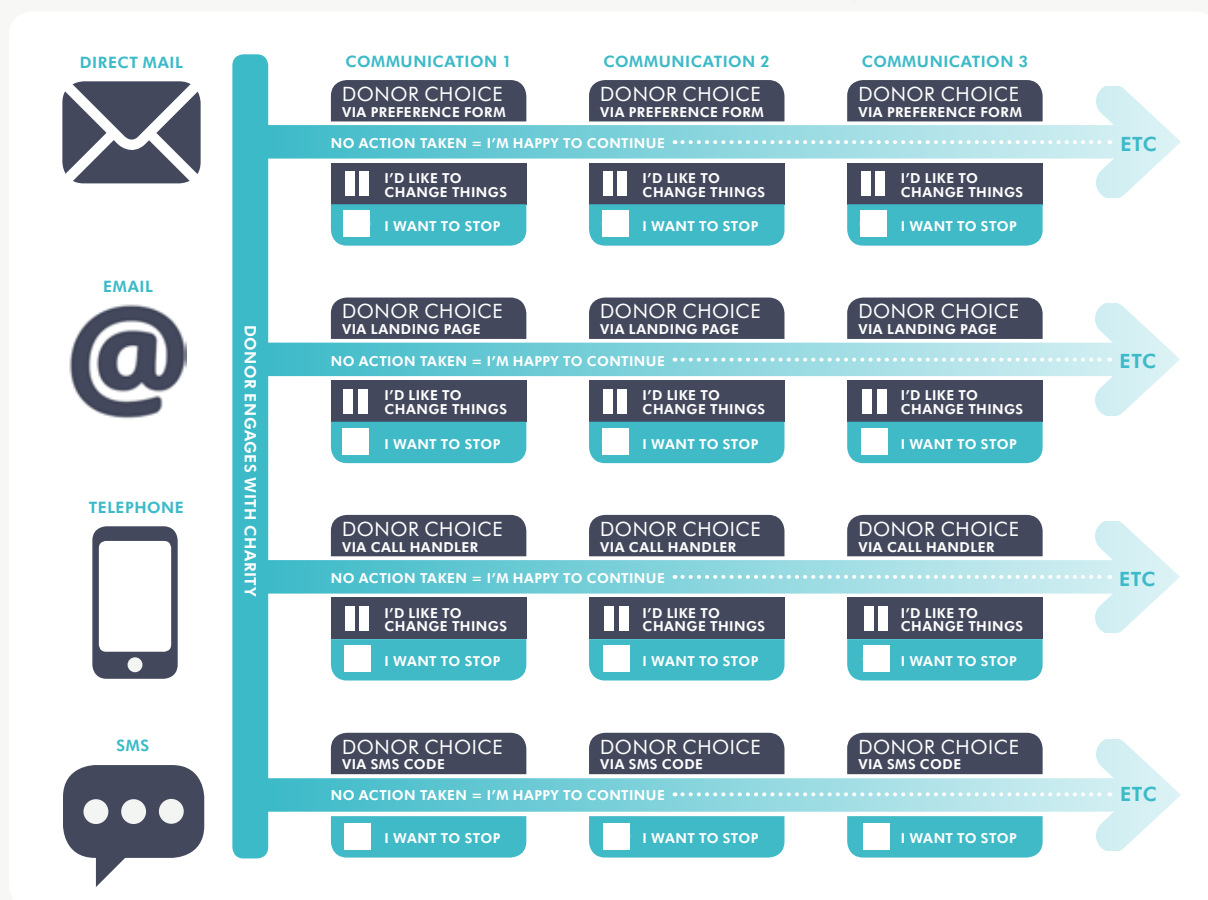 DIRECT MAIL
COMMUNICATION 1
COMMUNICATION 2
COMMUNICATION 3
DONOR CHOICE
VIA PREFERENCE FORM
DONOR CHOICE
VIA PREFERENCE FORM
DONOR CHOICE
VIA PREFERENCE FORM
NO ACTION TAKEN = I'M HAPPY TO CONTINUE
ETC
I'D LIKE TO
CHANGE THINGS
I'D LIKE TO
CHANGE THINGS
I'D LIKE TO
CHANGE THINGS
I WANT TO STOP
I WANT TO STOP
I WANT TO STOP
DONOR ENGAGES WITH CHARITY
EMAIL
@
DONOR CHOICE
VIA LANDING PAGE
DONOR CHOICE
VIA LANDING PAGE
DONOR CHOICE
VIA LANDING PAGE
NO ACTION TAKEN = I'M HAPPY TO CONTINUE
ETC
I'D LIKE TO
CHANGE THINGS
I'D LIKE TO
CHANGE THINGS
I'D LIKE TO
CHANGE THINGS
I WANT TO STOP
I WANT TO STOP
I WANT TO STOP
TELEPHONE
DONOR CHOICE
VIA CALL HANDLER
DONOR CHOICE
VIA CALL HANDLER
DONOR CHOICE
VIA CALL HANDLER
NO ACTION TAKEN = I'M HAPPY TO CONTINUE
ETC
I'D LIKE TO
CHANGE THINGS
I'D LIKE TO
CHANGE THINGS
I'D LIKE TO
CHANGE THINGS
I WANT TO STOP
I WANT TO STOP
I WANT TO STOP
SMS
DONOR CHOICE
VIA SMS CODE
DONOR CHOICE
VIA SMS CODE
DONOR CHOICE
VIA SMS CODE
NO ACTION TAKEN = I'M HAPPY TO CONTINUE
ETC
I WANT TO STOP
I WANT TO STOP
I WANT TO STOP